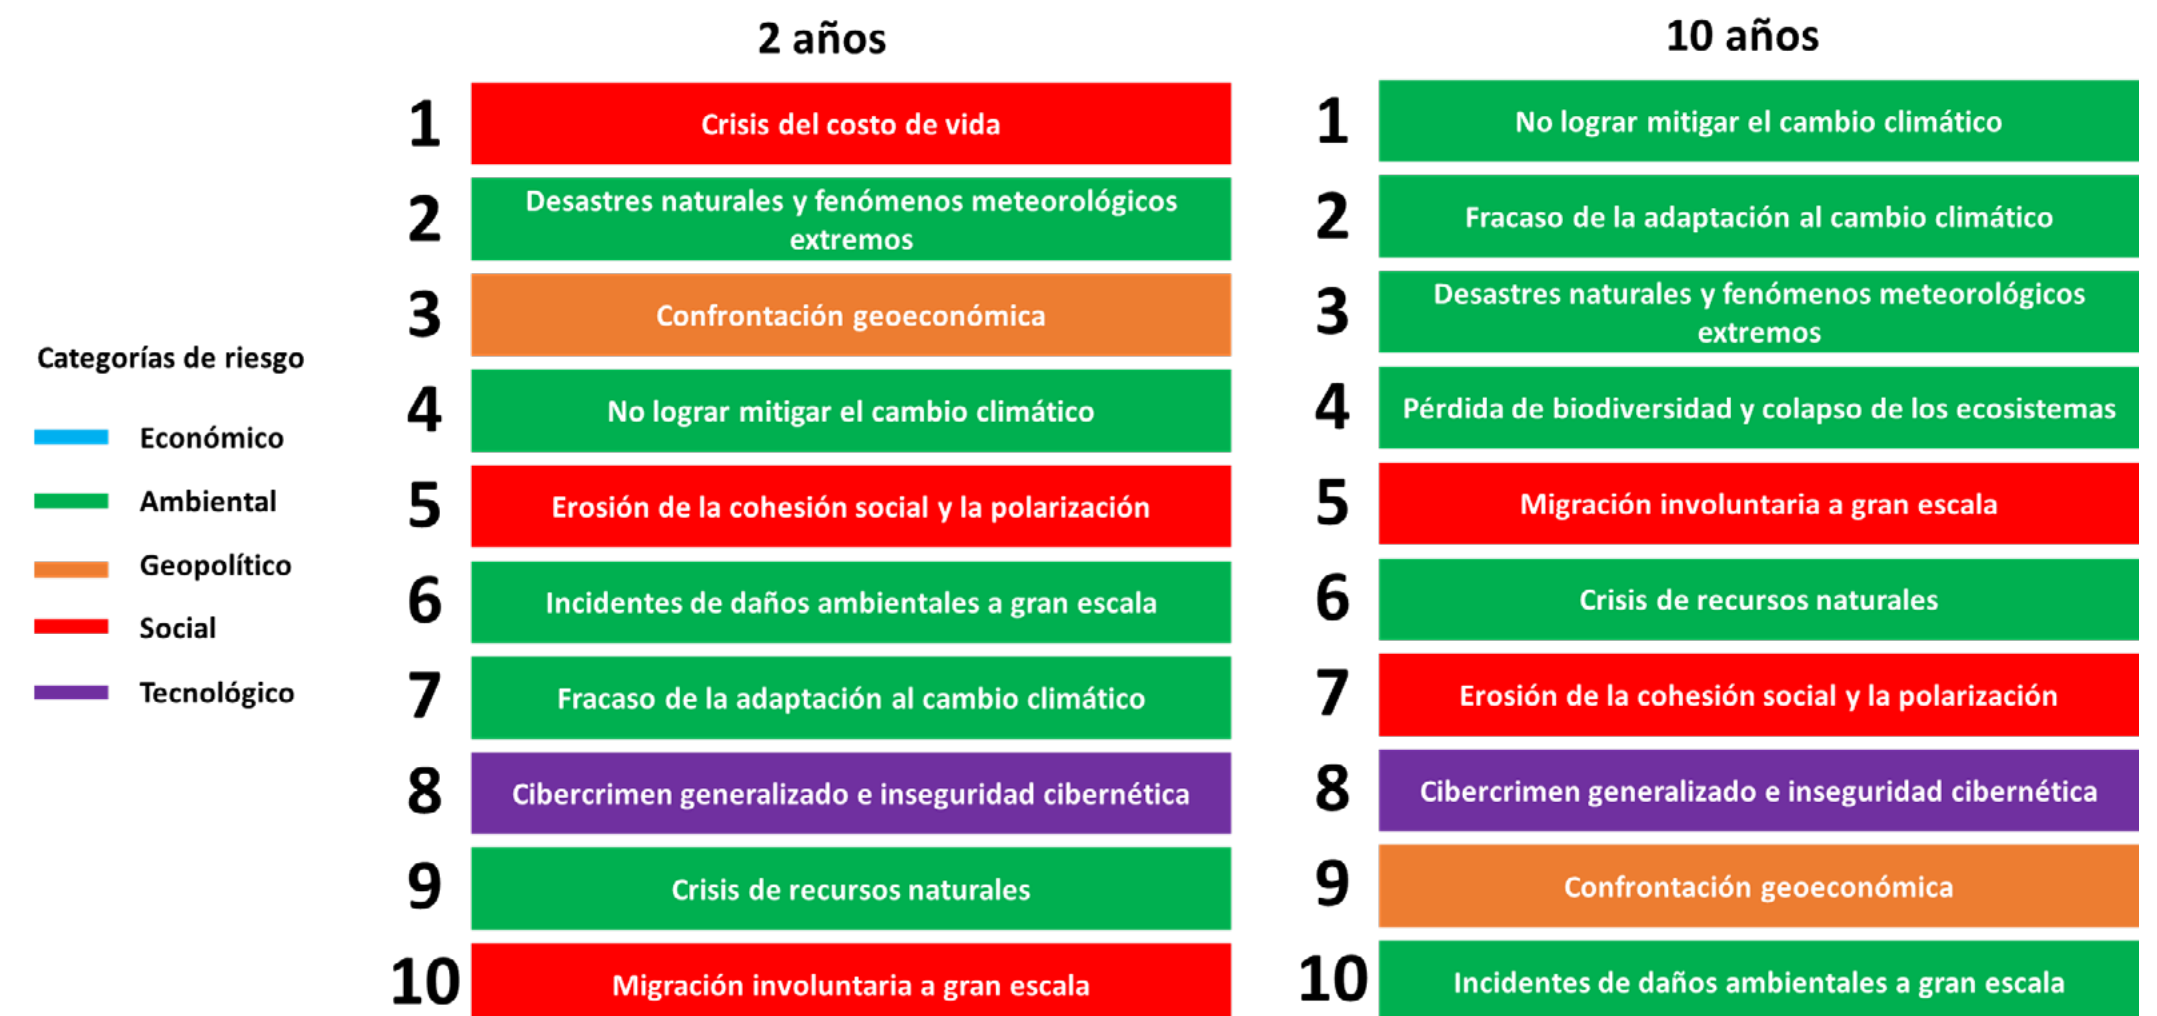 2 años
1
Crisis del costo de vida
2
Desastres naturales y fenómenos meteorológicos
extremos
3
Confrontación geoeconómica
4
No lograr mitigar el cambio climático
5
Erosión de la cohesión social y la polarización
6
Incidentes de daños ambientales a gran escala
7
Fracaso de la adaptación al cambio climático
8
Cibercrimen generalizado e inseguridad cibernética
9
Crisis de recursos naturales
10
Migración involuntaria a gran escala
10 años
1
No lograr mitigar el cambio climático
2
Fracaso de la adaptación al cambio climático
3
Desastres naturales y fenómenos meteorológicos
extremos
4
Pérdida de biodiversidad y colapso de los ecosistemas
5
Migración involuntaria a gran escala
6
Crisis de recursos naturales
7
Erosión de la cohesión social y la polarización
8
Cibercrimen generalizado e inseguridad cibernética
9
Confrontación geoeconómica
10
Incidentes de daños ambientales a gran escala
Categorías de riesgo
Económico
Ambiental
Geopolítico
Social
Tecnológico